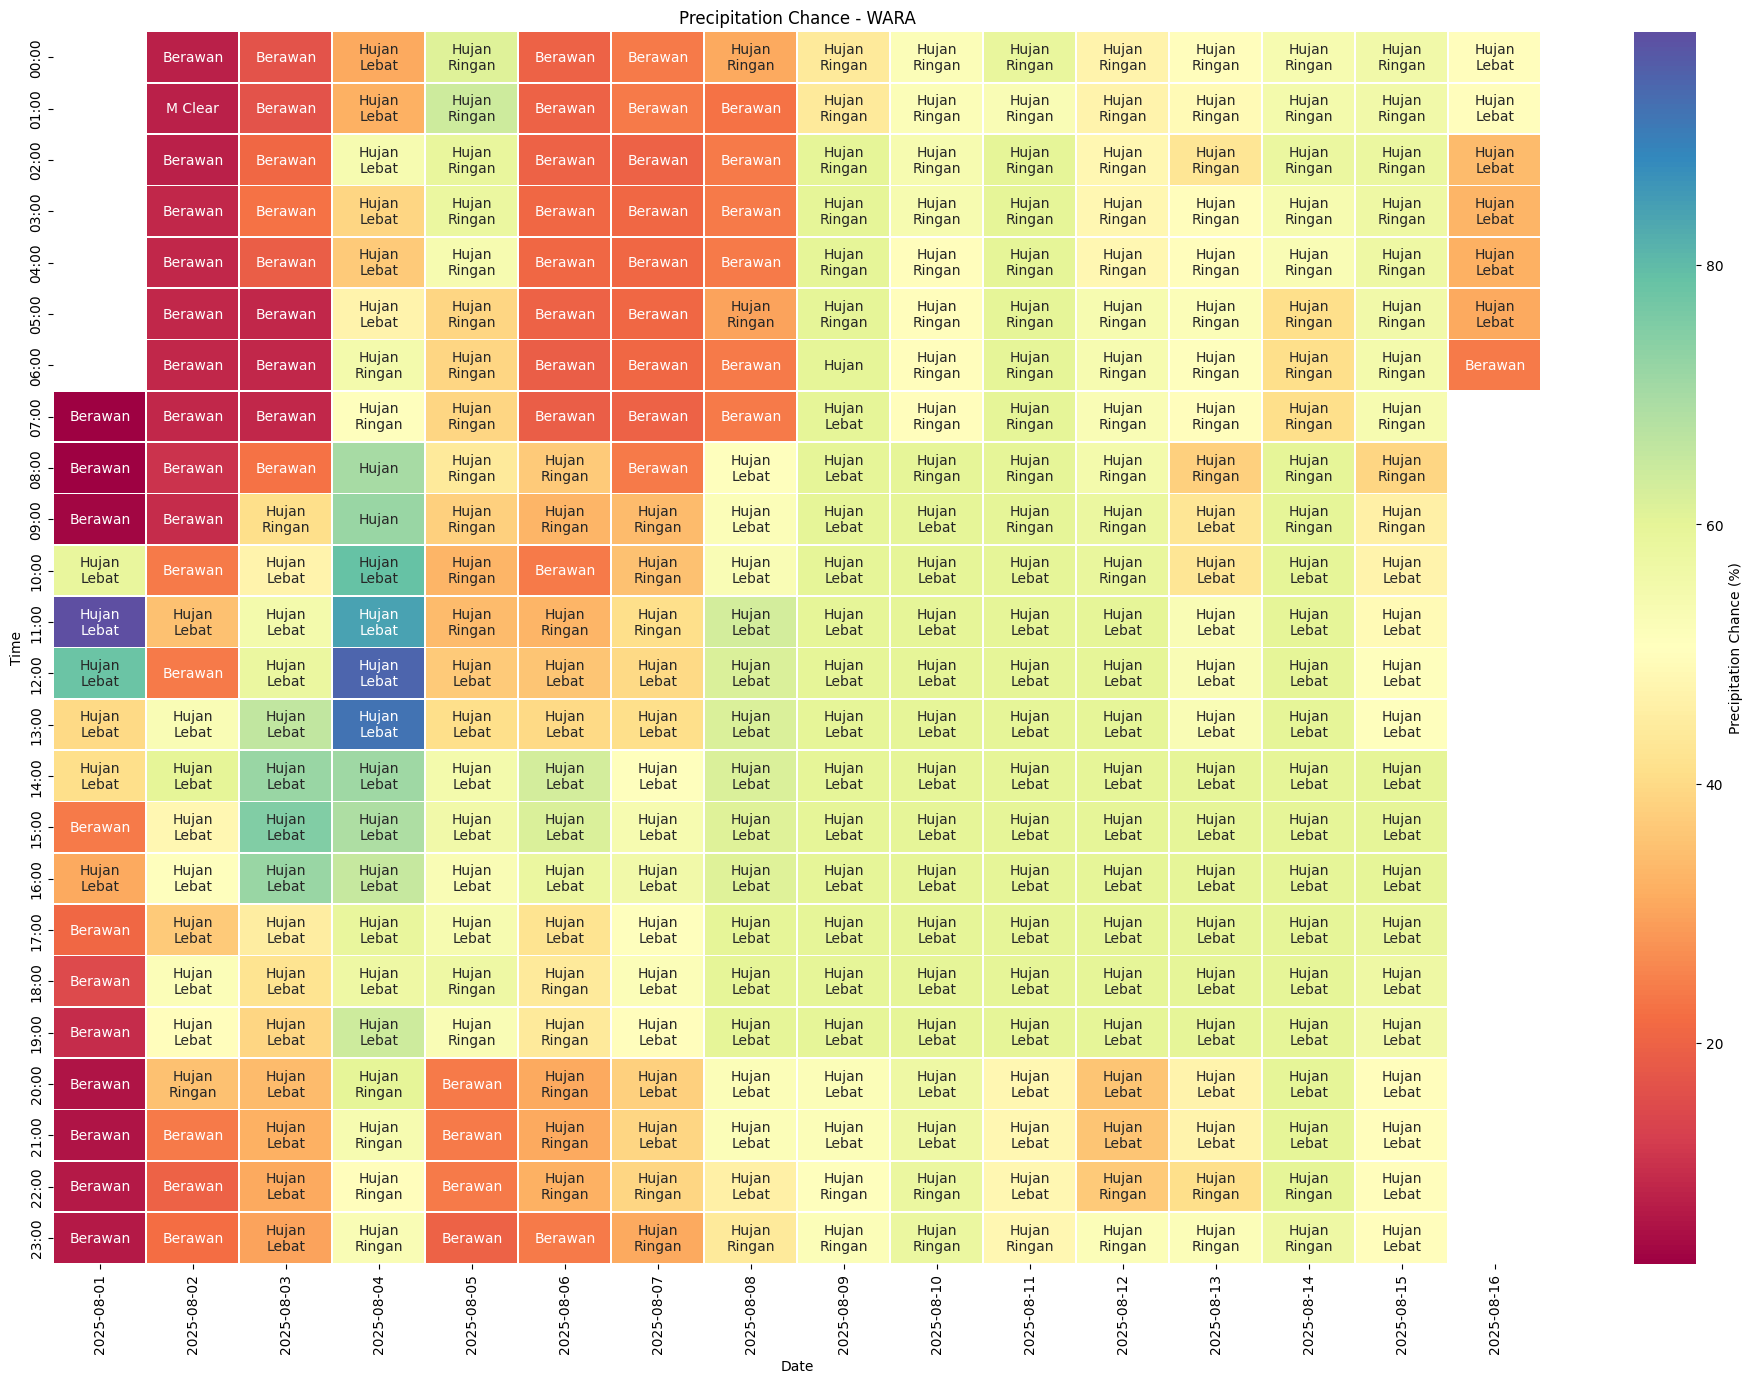 Precipitation Chance - WARA
00:00 Berawan Berawan Hujan Lebat Hujan Ringan Berawan Berawan Hujan Ringan Hujan Ringan Hujan Ringan Hujan Ringan Hujan Ringan Hujan Ringan Hujan Ringan Hujan Ringan Hujan Lebat
01:00 M Clear Berawan Hujan Lebat Hujan Ringan Berawan Berawan Berawan Hujan Ringan Hujan Ringan Hujan Ringan Hujan Ringan Hujan Ringan Hujan Ringan Hujan Ringan Hujan Lebat
02:00 Berawan Berawan Hujan Lebat Hujan Ringan Berawan Berawan Berawan Hujan Ringan Hujan Ringan Hujan Ringan Hujan Ringan Hujan Ringan Hujan Ringan Hujan Ringan Hujan Lebat
03:00 Berawan Berawan Hujan Lebat Hujan Ringan Berawan Berawan Berawan Hujan Ringan Hujan Ringan Hujan Ringan Hujan Ringan Hujan Ringan Hujan Ringan Hujan Ringan Hujan Lebat
04:00 Berawan Berawan Hujan Lebat Hujan Ringan Berawan Berawan Berawan Hujan Ringan Hujan Ringan Hujan Ringan Hujan Ringan Hujan Ringan Hujan Ringan Hujan Ringan Hujan Lebat
05:00 Berawan Berawan Hujan Lebat Hujan Ringan Berawan Berawan Hujan Ringan Hujan Ringan Hujan Ringan Hujan Ringan Hujan Ringan Hujan Ringan Hujan Ringan Hujan Ringan Hujan Lebat
06:00 Berawan Berawan Hujan Ringan Hujan Ringan Berawan Berawan Berawan Hujan Hujan Ringan Hujan Ringan Hujan Ringan Hujan Ringan Hujan Ringan Hujan Ringan Berawan
07:00 Berawan Berawan Berawan Hujan Ringan Hujan Ringan Berawan Berawan Berawan Hujan Lebat Hujan Ringan Hujan Ringan Hujan Ringan Hujan Ringan Hujan Ringan Hujan Ringan
08:00 Berawan Berawan Berawan Hujan Hujan Ringan Hujan Ringan Berawan Hujan Lebat Hujan Lebat Hujan Ringan Hujan Ringan Hujan Ringan Hujan Ringan Hujan Ringan Hujan Ringan
09:00 Berawan Berawan Hujan Ringan Hujan Hujan Ringan Hujan Ringan Hujan Ringan Hujan Lebat Hujan Lebat Hujan Lebat Hujan Ringan Hujan Ringan Hujan Lebat Hujan Ringan Hujan Ringan
10:00 Hujan Lebat Berawan Hujan Lebat Hujan Lebat Hujan Ringan Berawan Hujan Ringan Hujan Lebat Hujan Lebat Hujan Lebat Hujan Lebat Hujan Ringan Hujan Lebat Hujan Lebat Hujan Lebat
11:00 Hujan Lebat Hujan Lebat Hujan Lebat Hujan Lebat Hujan Ringan Hujan Ringan Hujan Ringan Hujan Lebat Hujan Lebat Hujan Lebat Hujan Lebat Hujan Lebat Hujan Lebat Hujan Lebat Hujan Lebat
12:00 Hujan Lebat Berawan Hujan Lebat Hujan Lebat Hujan Lebat Hujan Lebat Hujan Lebat Hujan Lebat Hujan Lebat Hujan Lebat Hujan Lebat Hujan Lebat Hujan Lebat Hujan Lebat Hujan Lebat
13:00 Hujan Lebat Hujan Lebat Hujan Lebat Hujan Lebat Hujan Lebat Hujan Lebat Hujan Lebat Hujan Lebat Hujan Lebat Hujan Lebat Hujan Lebat Hujan Lebat Hujan Lebat Hujan Lebat Hujan Lebat
14:00 Hujan Lebat Hujan Lebat Hujan Lebat Hujan Lebat Hujan Lebat Hujan Lebat Hujan Lebat Hujan Lebat Hujan Lebat Hujan Lebat Hujan Lebat Hujan Lebat Hujan Lebat Hujan Lebat Hujan Lebat
15:00 Berawan Hujan Lebat Hujan Lebat Hujan Lebat Hujan Lebat Hujan Lebat Hujan Lebat Hujan Lebat Hujan Lebat Hujan Lebat Hujan Lebat Hujan Lebat Hujan Lebat Hujan Lebat Hujan Lebat
16:00 Hujan Lebat Hujan Lebat Hujan Lebat Hujan Lebat Hujan Lebat Hujan Lebat Hujan Lebat Hujan Lebat Hujan Lebat Hujan Lebat Hujan Lebat Hujan Lebat Hujan Lebat Hujan Lebat Hujan Lebat
17:00 Berawan Hujan Lebat Hujan Lebat Hujan Lebat Hujan Lebat Hujan Lebat Hujan Lebat Hujan Lebat Hujan Lebat Hujan Lebat Hujan Lebat Hujan Lebat Hujan Lebat Hujan Lebat Hujan Lebat
18:00 Berawan Hujan Lebat Hujan Lebat Hujan Lebat Hujan Ringan Hujan Ringan Hujan Lebat Hujan Lebat Hujan Lebat Hujan Lebat Hujan Lebat Hujan Lebat Hujan Lebat Hujan Lebat Hujan Lebat
19:00 Berawan Hujan Lebat Hujan Lebat Hujan Lebat Hujan Ringan Hujan Ringan Hujan Lebat Hujan Lebat Hujan Lebat Hujan Lebat Hujan Lebat Hujan Lebat Hujan Lebat Hujan Lebat Hujan Lebat
20:00 Berawan Hujan Ringan Hujan Lebat Hujan Ringan Berawan Hujan Ringan Hujan Lebat Hujan Lebat Hujan Lebat Hujan Lebat Hujan Lebat Hujan Lebat Hujan Lebat Hujan Lebat Hujan Lebat
21:00 Berawan Berawan Hujan Lebat Hujan Ringan Berawan Hujan Ringan Hujan Lebat Hujan Lebat Hujan Lebat Hujan Lebat Hujan Lebat Hujan Lebat Hujan Lebat Hujan Lebat Hujan Lebat
22:00 Berawan Berawan Hujan Lebat Hujan Ringan Berawan Hujan Ringan Hujan Ringan Hujan Lebat Hujan Ringan Hujan Ringan Hujan Lebat Hujan Ringan Hujan Ringan Hujan Ringan Hujan Lebat
23:00 Berawan Berawan Hujan Lebat Hujan Ringan Berawan Berawan Hujan Ringan Hujan Ringan Hujan Ringan Hujan Ringan Hujan Ringan Hujan Ringan Hujan Ringan Hujan Ringan Hujan Lebat
Time
2025-08-01 2025-08-02 2025-08-03 2025-08-04 2025-08-05 2025-08-06 2025-08-07 2025-08-08 2025-08-09 2025-08-10 2025-08-11 2025-08-12 2025-08-13 2025-08-14 2025-08-15 2025-08-16
Date
80
60
40
20
Precipitation Chance (%)